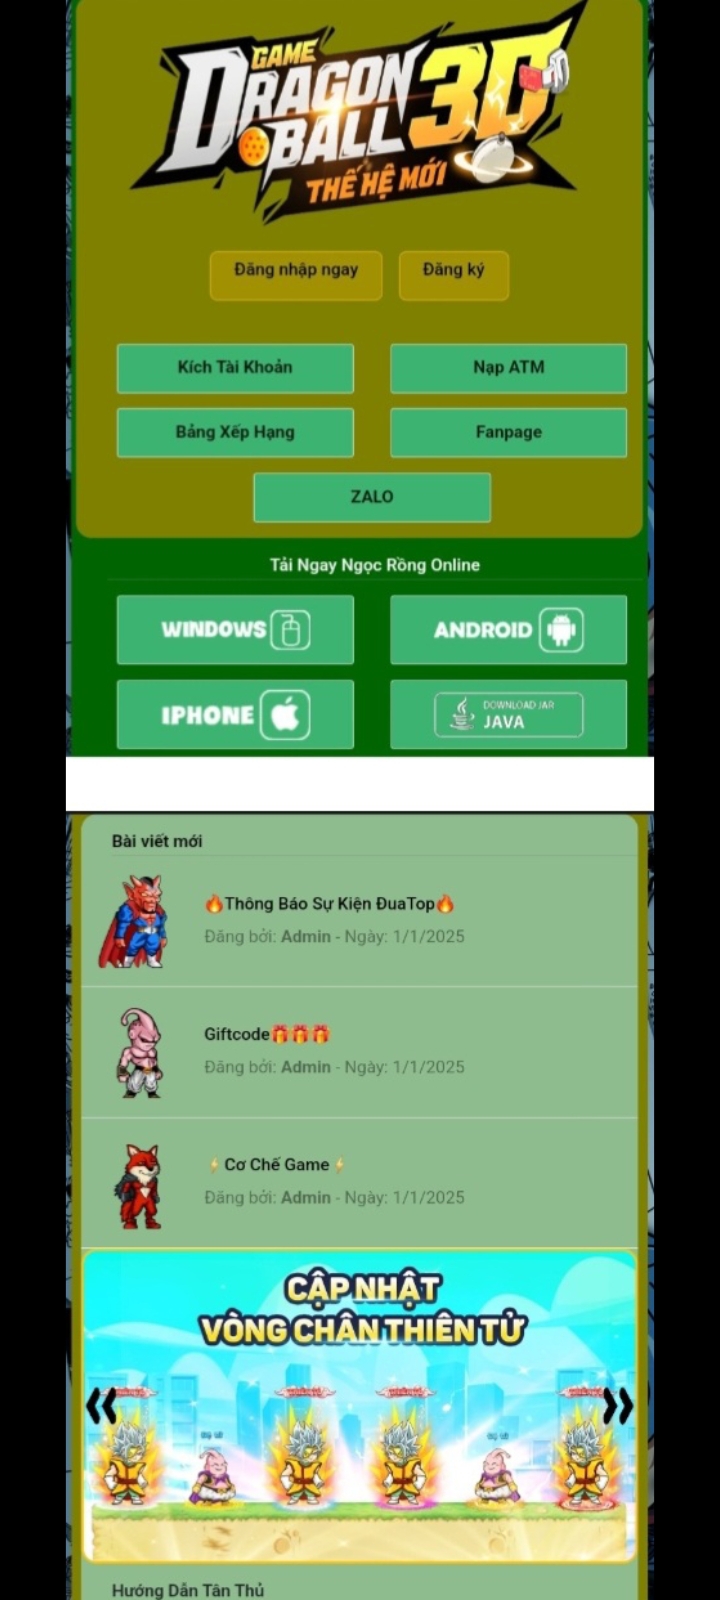 GAME
DRAGON
BALL 3D
THẾ HỆ MỚI
Đăng nhập ngay
Đăng ký
Kích Tài Khoản
Nạp ATM
Bảng Xếp Hạng
Fanpage
ZALO
Tải Ngay Ngọc Rồng Online
WINDOWS
ANDROID
IPHONE
DOWNLOAD JAR
JAVA
Bài viết mới
🔥Thông Báo Sự Kiện ĐuaTop🔥
Đăng bởi: Admin - Ngày: 1/1/2025
Giftcode🎁🎁🎁
Đăng bởi: Admin - Ngày: 1/1/2025
⚡Cơ Chế Game⚡
Đăng bởi: Admin - Ngày: 1/1/2025
CẬP NHẬT
VÒNG CHÂN THIÊN TỬ
Hướng Dẫn Tân Thủ